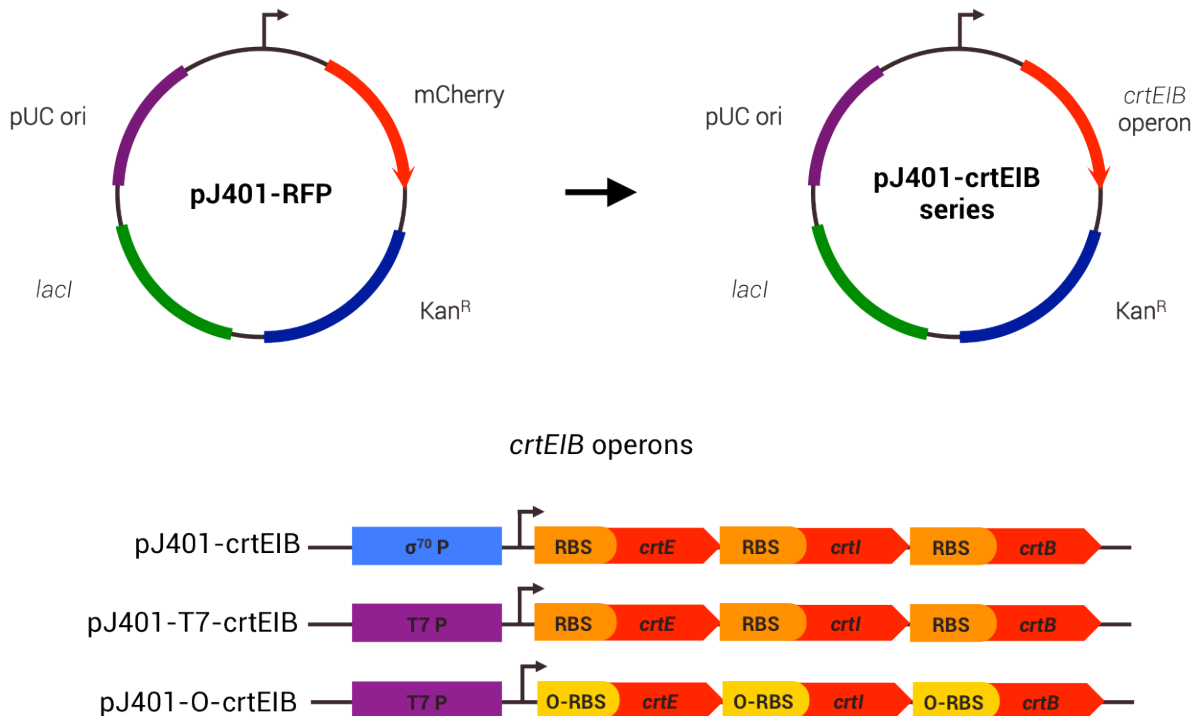 mCherry
pUC ori
pJ401-RFP
lacI
Kan^R
crtEIB
operon
pUC ori
pJ401-crtEIB
series
lacI
Kan^R
crtEIB operons
pJ401-crtEIB σ⁷⁰ P RBS crtE RBS crtI RBS crtB
pJ401-T7-crtEIB T7 P RBS crtE RBS crtI RBS crtB
pJ401-O-crtEIB T7 P O-RBS crtE O-RBS crtI O-RBS crtB